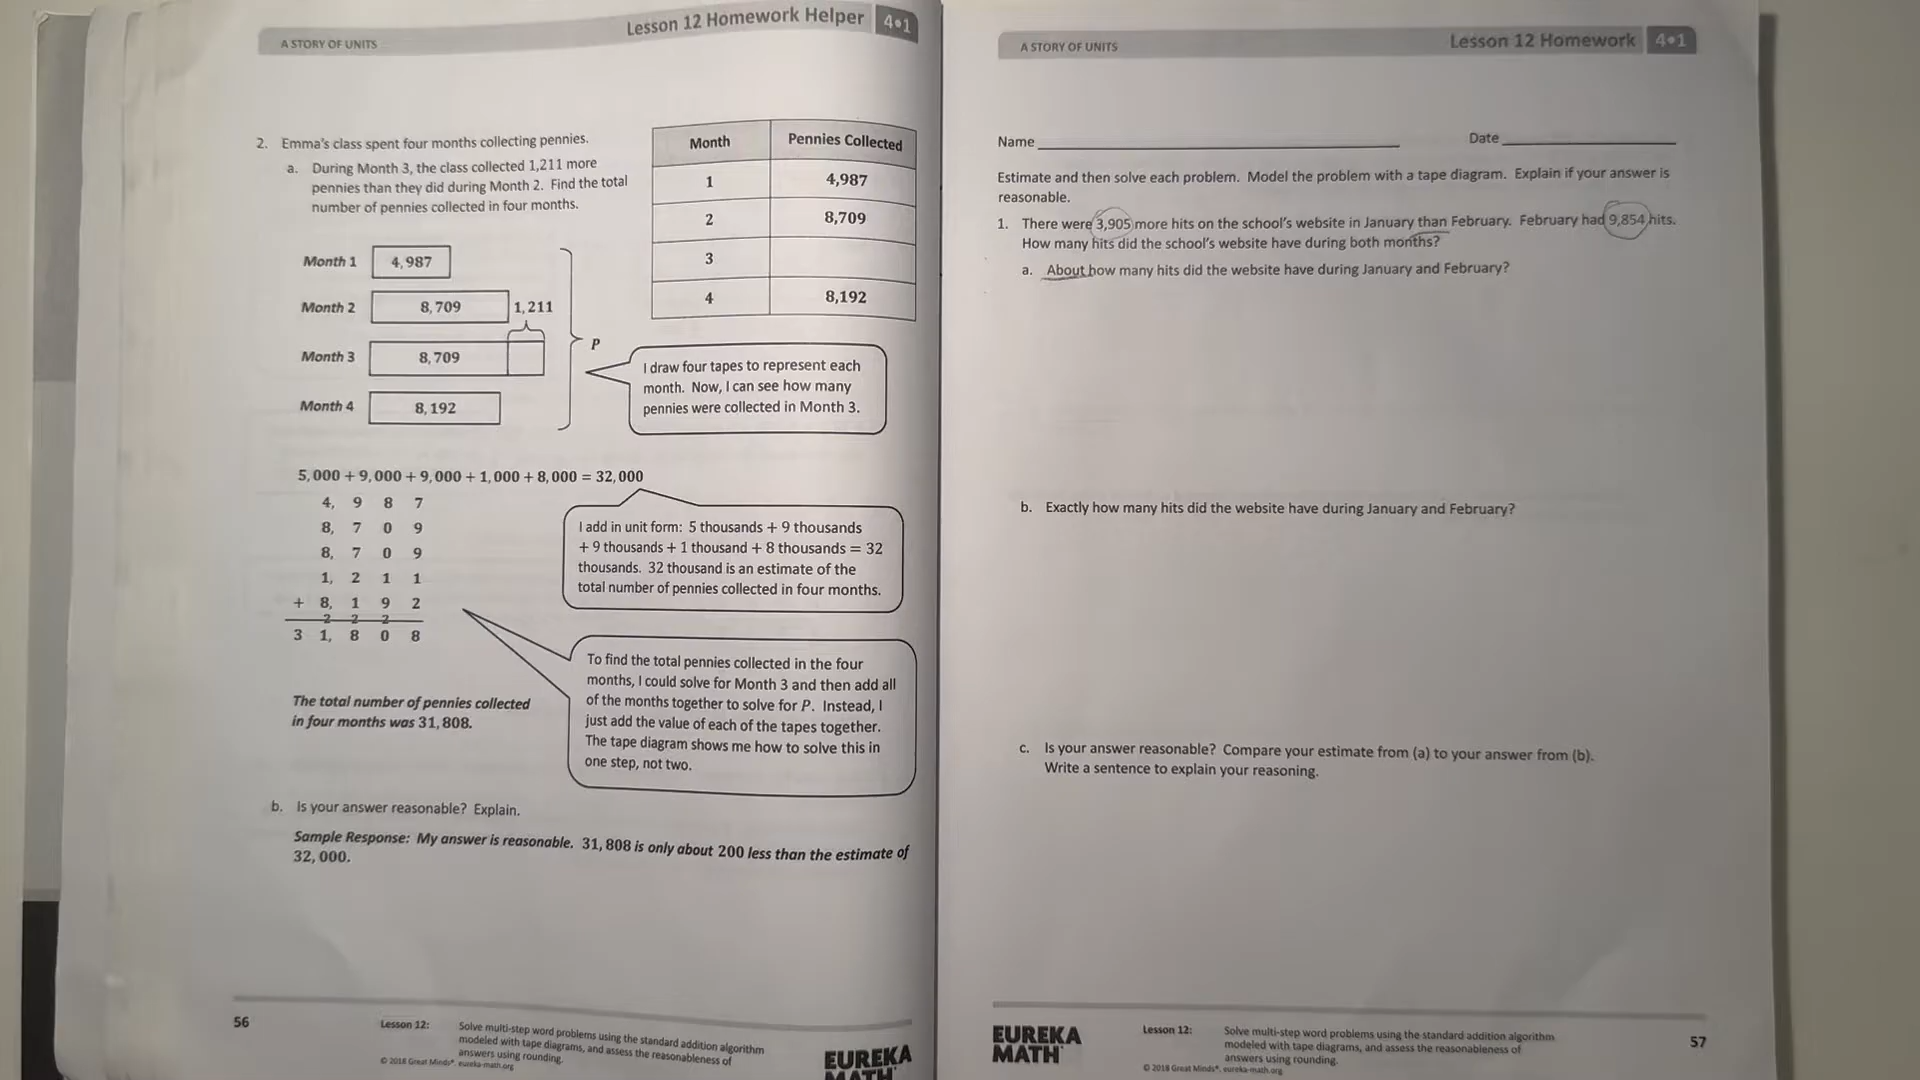 A STORY OF UNITS
Lesson 12 Homework Helper
4•1
2. Emma's class spent four months collecting pennies.
a. During Month 3, the class collected 1,211 more
pennies than they did during Month 2. Find the total
number of pennies collected in four months.
Month Pennies Collected
1 4,987
2 8,709
3
4 8,192
Month 1 4,987
Month 2 8,709 1,211
Month 3 8,709
Month 4 8,192
P
I draw four tapes to represent each
month. Now, I can see how many
pennies were collected in Month 3.
5,000 + 9,000 + 9,000 + 1,000 + 8,000 = 32,000
4, 9 8 7
8, 7 0 9
8, 7 0 9
1, 2 1 1
+ 8, 1 9 2
2 2 2
3 1, 8 0 8
I add in unit form: 5 thousands + 9 thousands
+ 9 thousands + 1 thousand + 8 thousands = 32
thousands. 32 thousand is an estimate of the
total number of pennies collected in four months.
To find the total pennies collected in the four
months, I could solve for Month 3 and then add all
of the months together to solve for P. Instead, I
just add the value of each of the tapes together.
The tape diagram shows me how to solve this in
one step, not two.
The total number of pennies collected
in four months was 31,808.
b. Is your answer reasonable? Explain.
Sample Response: My answer is reasonable. 31,808 is only about 200 less than the estimate of
32,000.
56
Lesson 12: Solve multi-step word problems using the standard addition algorithm
modeled with tape diagrams, and assess the reasonableness of
answers using rounding.
© 2018 Great Minds®. eureka-math.org
EUREKA
MATH
A STORY OF UNITS
Lesson 12 Homework
4•1
Name
Date
Estimate and then solve each problem. Model the problem with a tape diagram. Explain if your answer is
reasonable.
1. There were 3,905 more hits on the school's website in January than February. February had 9,854 hits.
How many hits did the school's website have during both months?
a. About how many hits did the website have during January and February?
b. Exactly how many hits did the website have during January and February?
c. Is your answer reasonable? Compare your estimate from (a) to your answer from (b).
Write a sentence to explain your reasoning.
EUREKA
MATH
Lesson 12: Solve multi-step word problems using the standard addition algorithm
modeled with tape diagrams, and assess the reasonableness of
answers using rounding.
© 2018 Great Minds®. eureka-math.org
57